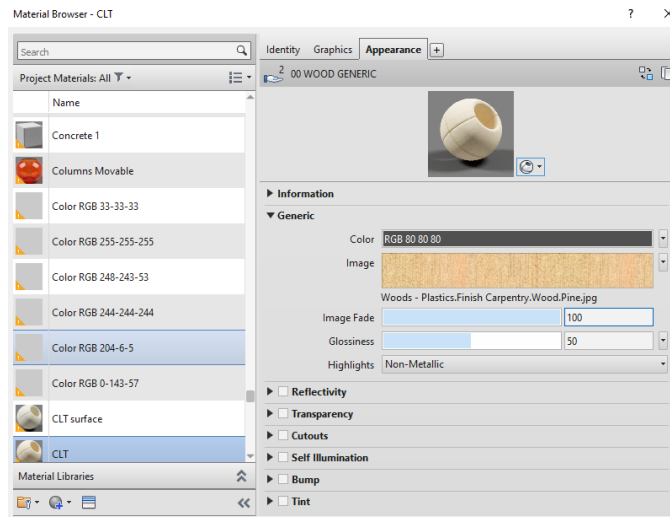 Material Browser - CLT
?
Search
Project Materials: All
Name
Concrete 1
Columns Movable
Color RGB 33-33-33
Color RGB 255-255-255
Color RGB 248-243-53
Color RGB 244-244-244
Color RGB 204-6-5
Color RGB 0-143-57
CLT surface
CLT
Material Libraries
Identity Graphics Appearance +
2 00 WOOD GENERIC
Information
Generic
Color RGB 80 80 80
Image
Woods - Plastics.Finish Carpentry.Wood.Pine.jpg
Image Fade 100
Glossiness 50
Highlights Non-Metallic
Reflectivity
Transparency
Cutouts
Self Illumination
Bump
Tint